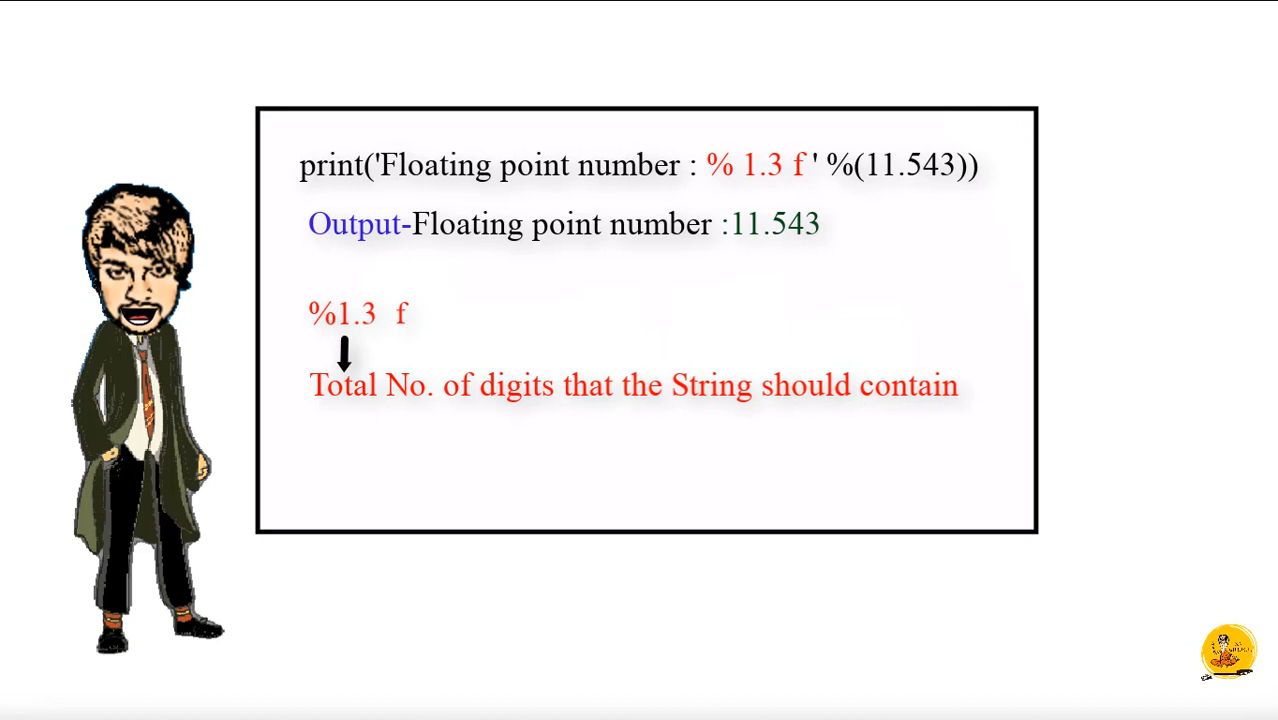 print('Floating point number : % 1.3 f ' %(11.543))
Output-Floating point number :11.543
%1.3 f
Total No. of digits that the String should contain